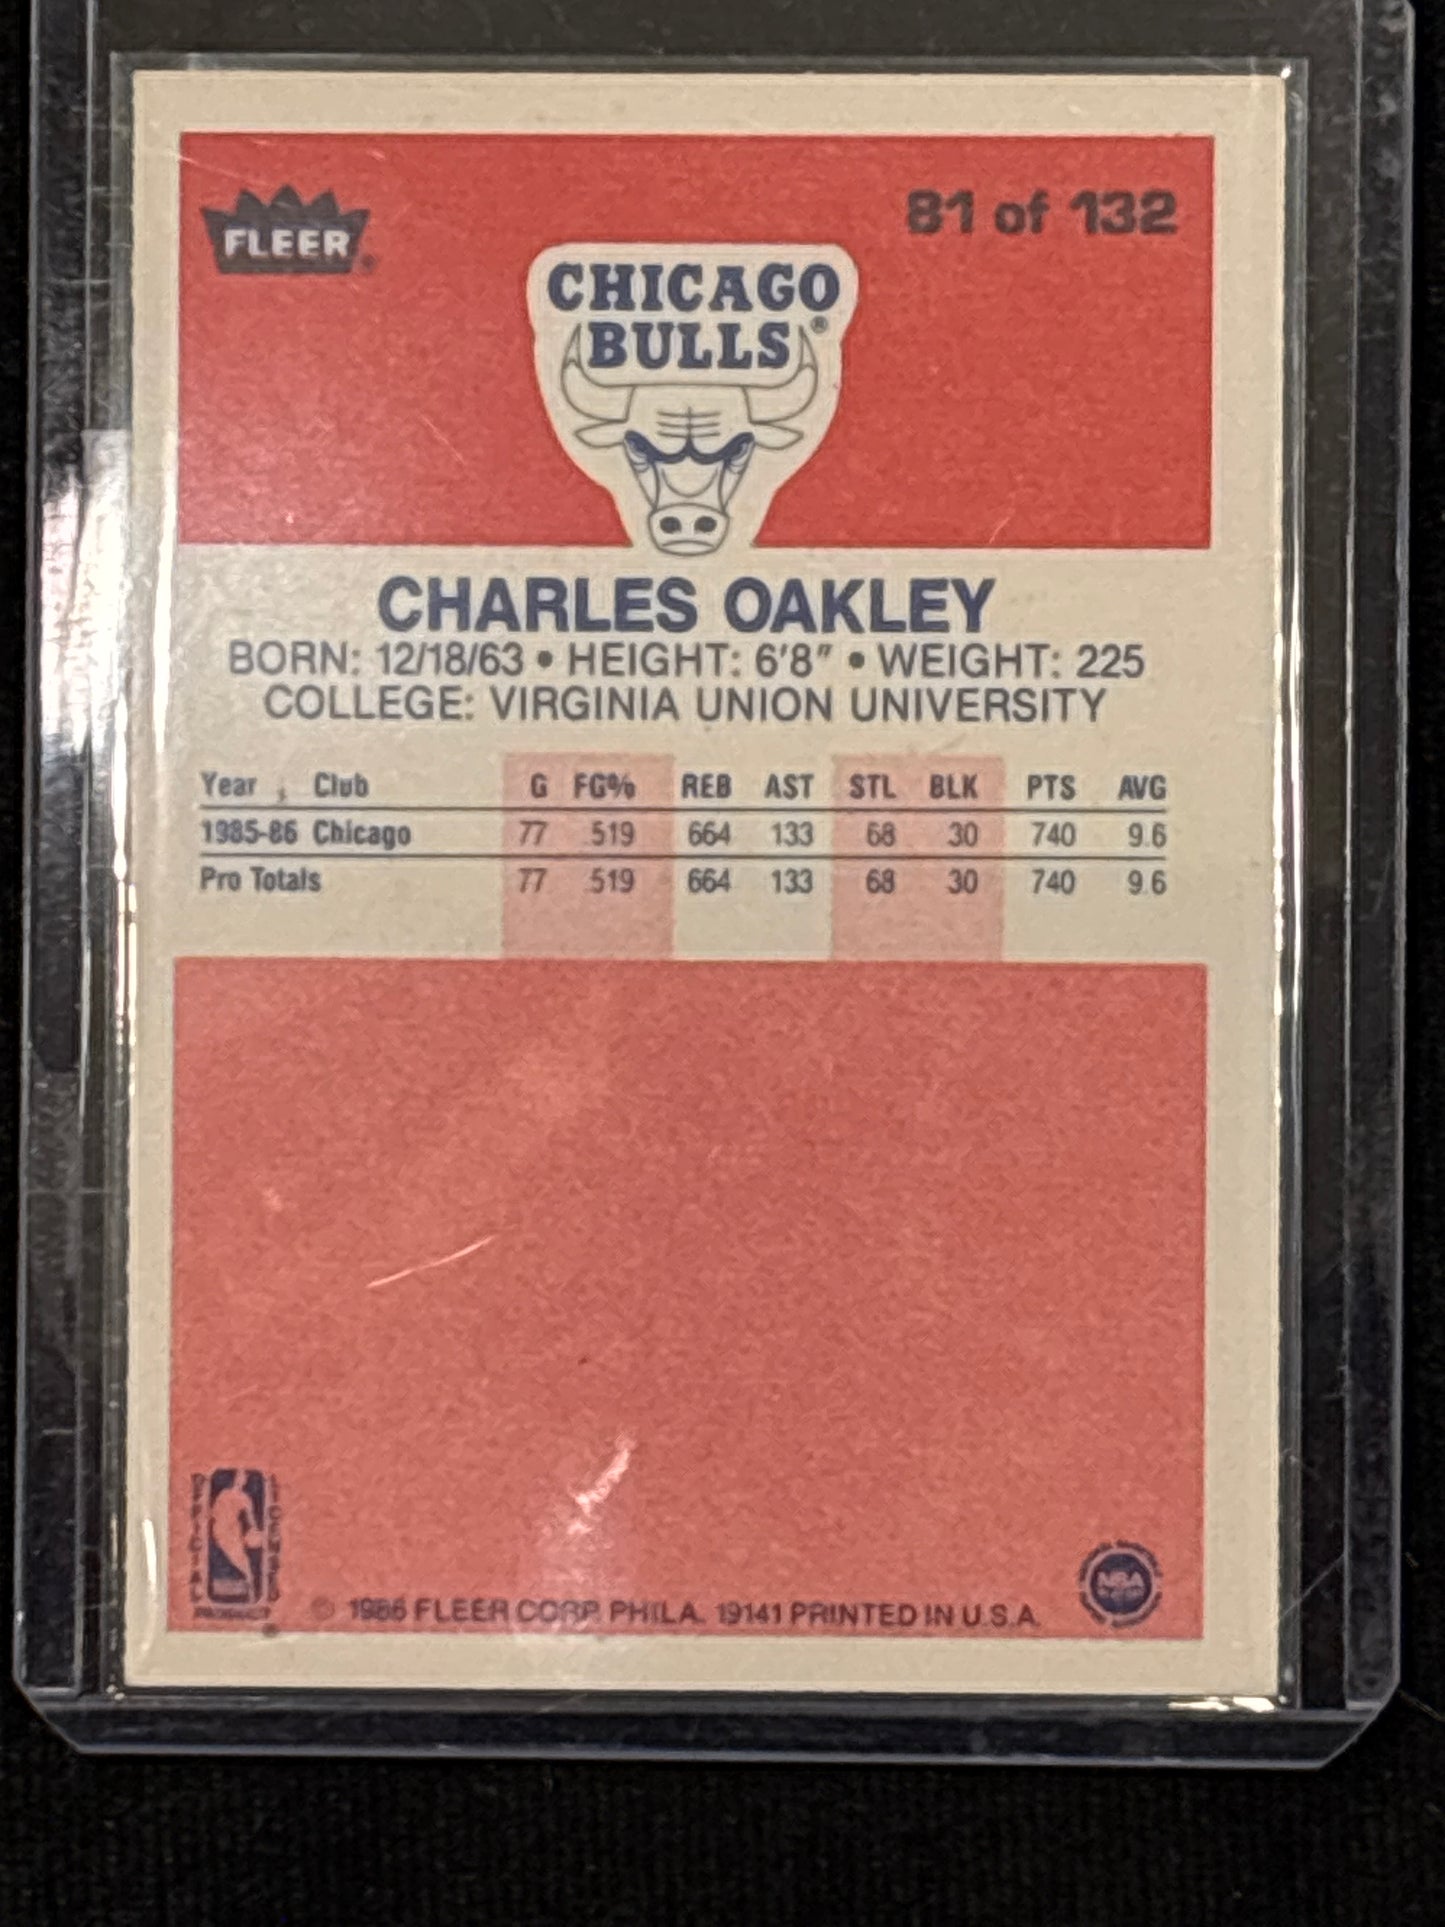 FLEER®
81 of 132
CHICAGO
BULLS®
CHARLES OAKLEY
BORN: 12/18/63 • HEIGHT: 6'8" • WEIGHT: 225
COLLEGE: VIRGINIA UNION UNIVERSITY
Year Club G FG% REB AST STL BLK PTS AVG
1985-86 Chicago 77 .519 664 133 68 30 740 9.6
Pro Totals 77 .519 664 133 68 30 740 9.6
OFFICIAL LICENSED
PRODUCT
© 1986 FLEER CORP. PHILA. 19141 PRINTED IN U.S.A.